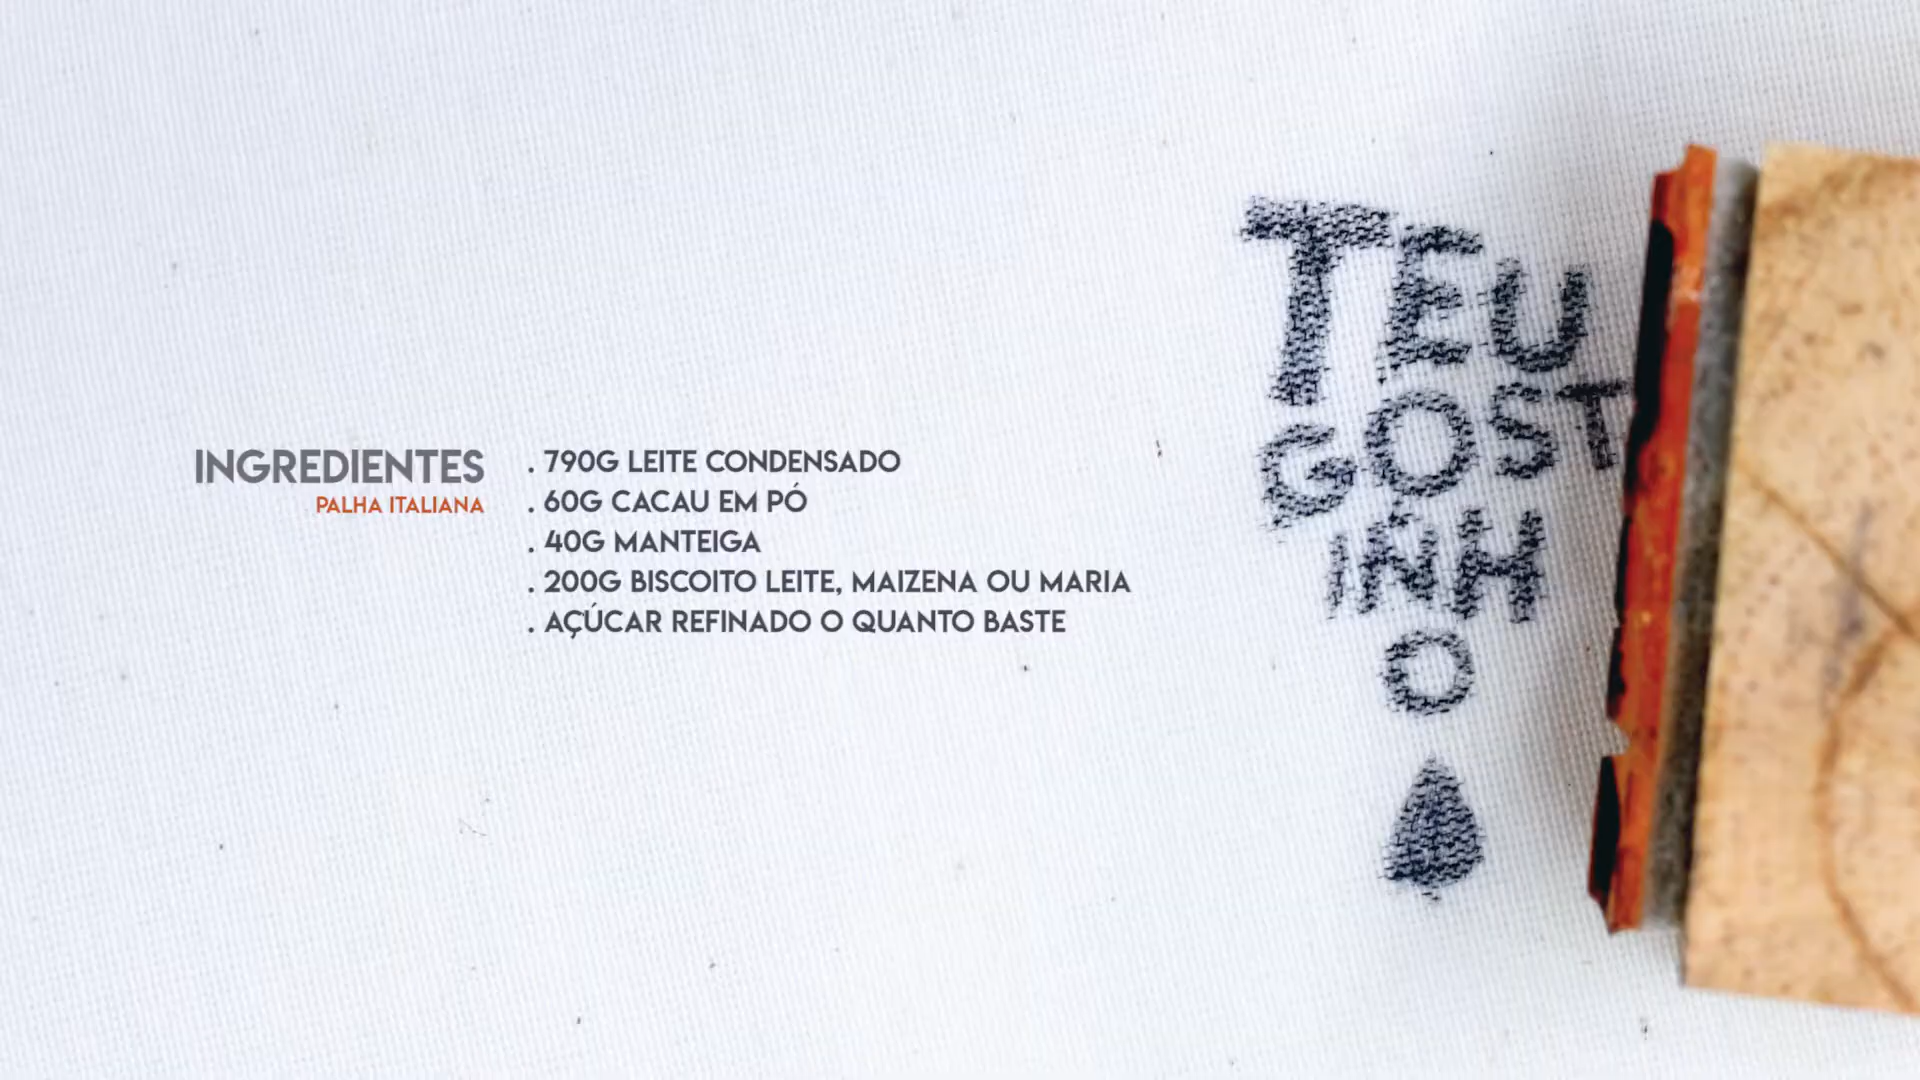 INGREDIENTES
PALHA ITALIANA
. 790G LEITE CONDENSADO
. 60G CACAU EM PÓ
. 40G MANTEIGA
. 200G BISCOITO LEITE, MAIZENA OU MARIA
. AÇÚCAR REFINADO O QUANTO BASTE
TEU
GOST
INH
O